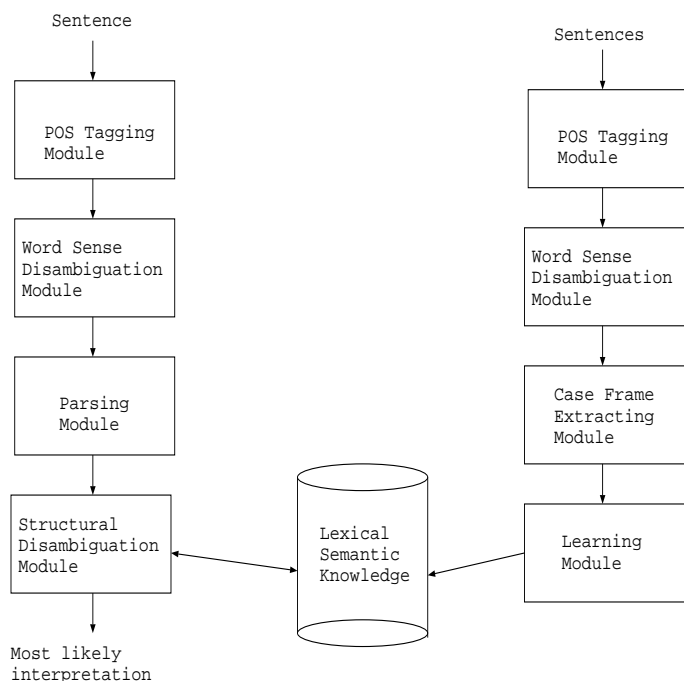 Sentence
POS Tagging
Module
Word Sense
Disambiguation
Module
Parsing
Module
Structural
Disambiguation
Module
Most likely
interpretation
Lexical
Semantic
Knowledge
Sentences
POS Tagging
Module
Word Sense
Disambiguation
Module
Case Frame
Extracting
Module
Learning
Module